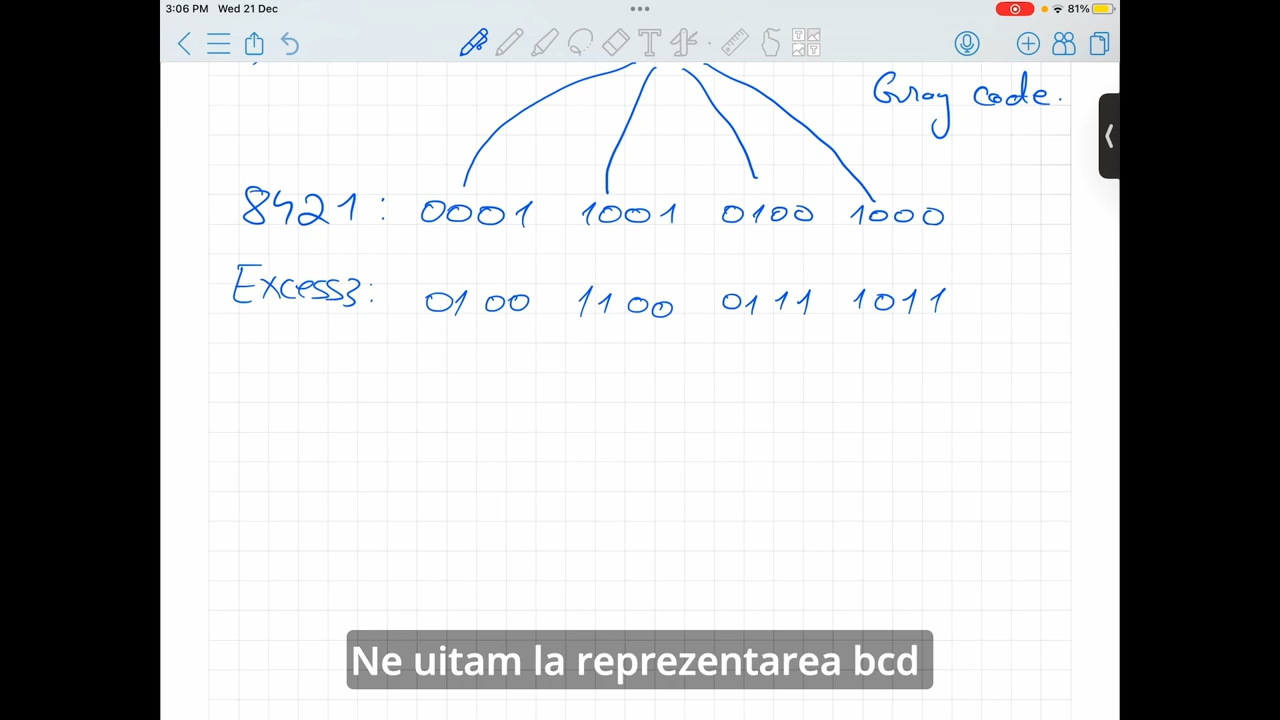 3:06 PM Wed 21 Dec
81%
Gray code.
8421: 0001 1001 0100 1000
Excess3: 0100 1100 0111 1011
Ne uitam la reprezentarea bcd